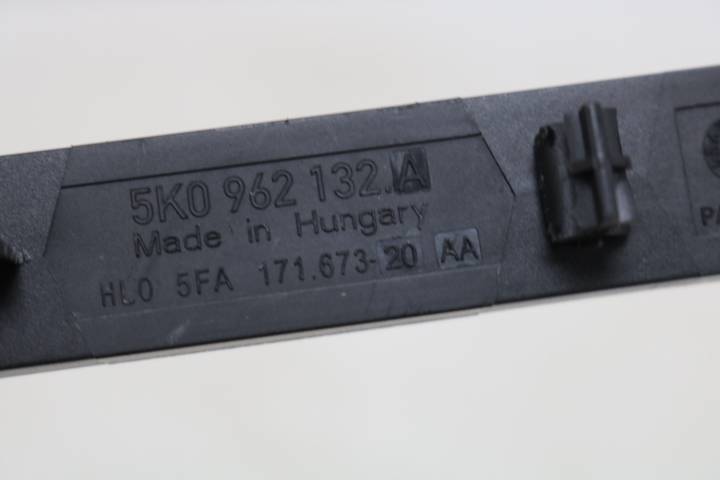 5K0 962 132.A
Made in Hungary
HL0 5FA 171.673-20 AA